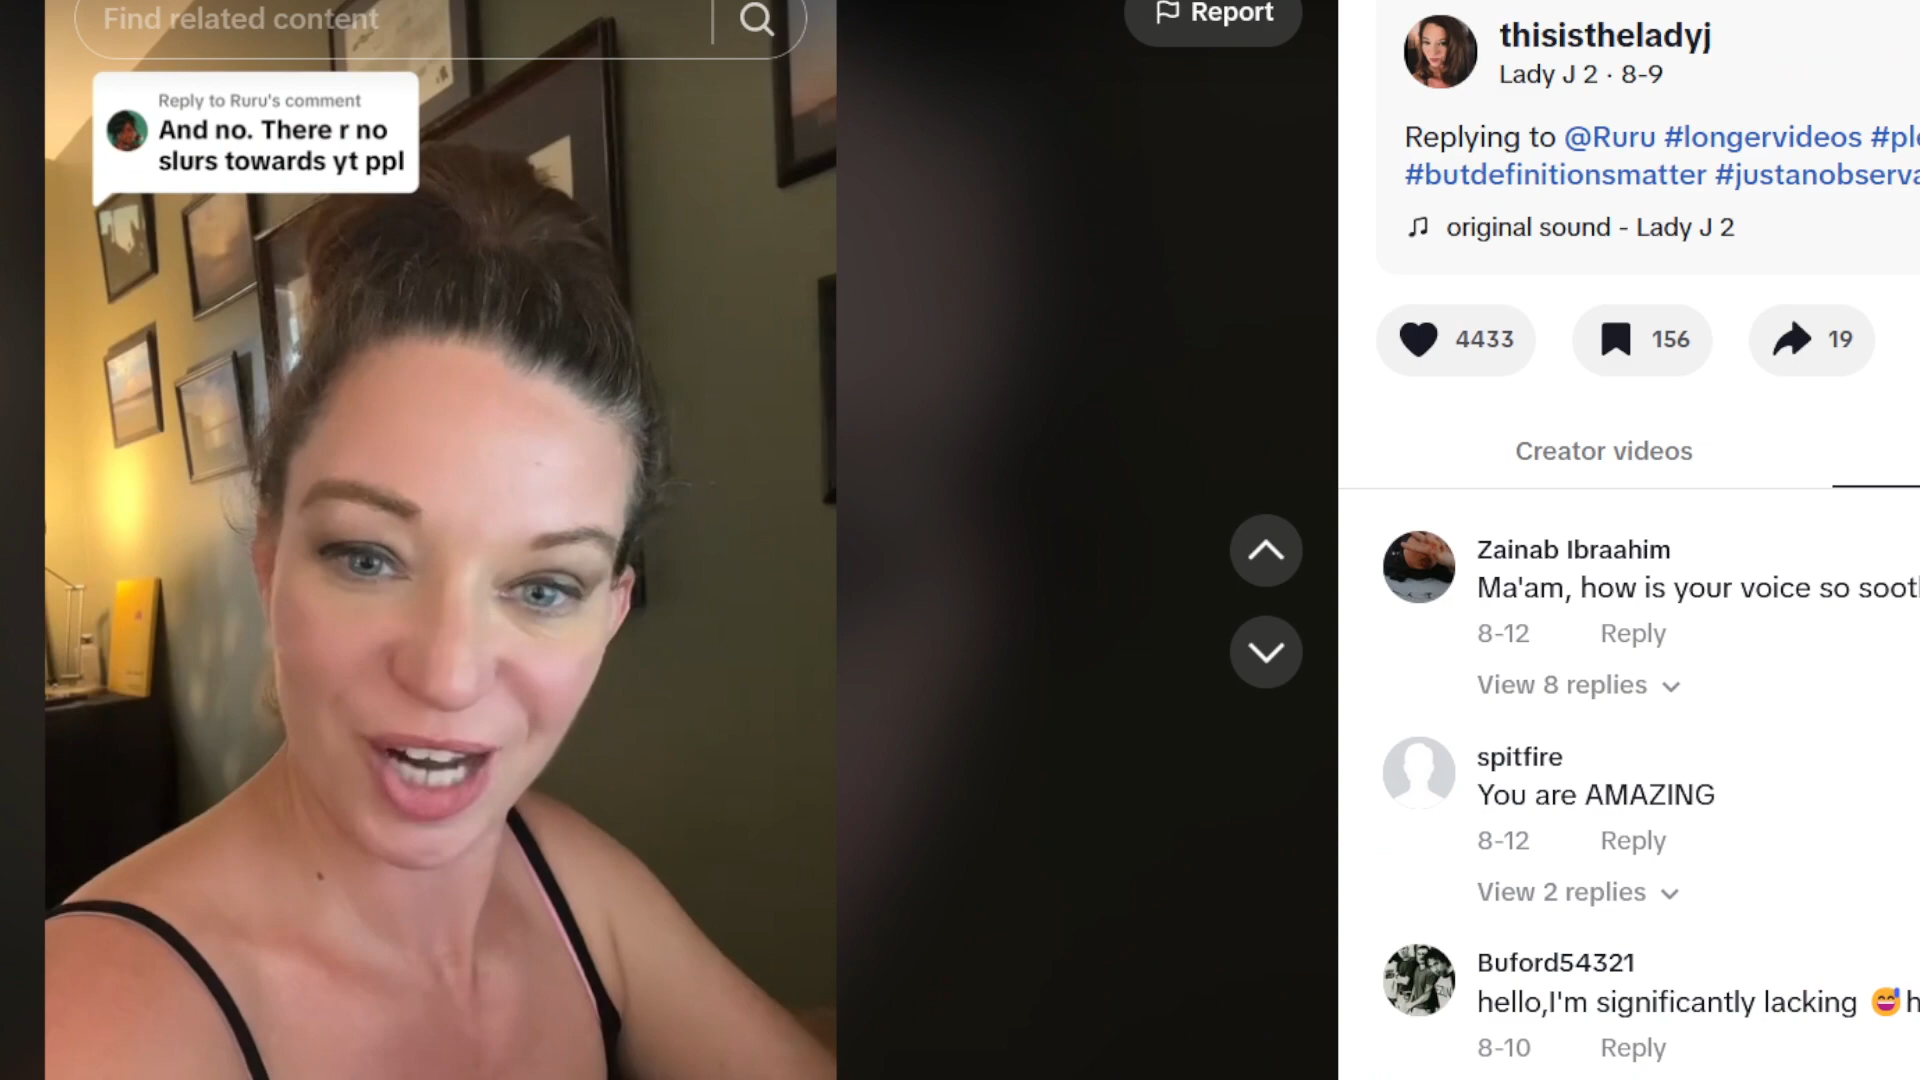 Find related content
Report
Reply to Ruru's comment
And no. There r no
slurs towards yt ppl
thisistheladyj
Lady J 2 · 8-9
Replying to @Ruru #longervideos #ple
#butdefinitionsmatter #justanobserva
original sound - Lady J 2
4433
156
19
Creator videos
Zainab Ibraahim
Ma'am, how is your voice so soot
8-12
Reply
View 8 replies
spitfire
You are AMAZING
8-12
Reply
View 2 replies
Buford54321
hello,I'm significantly lacking 😅h
8-10
Reply